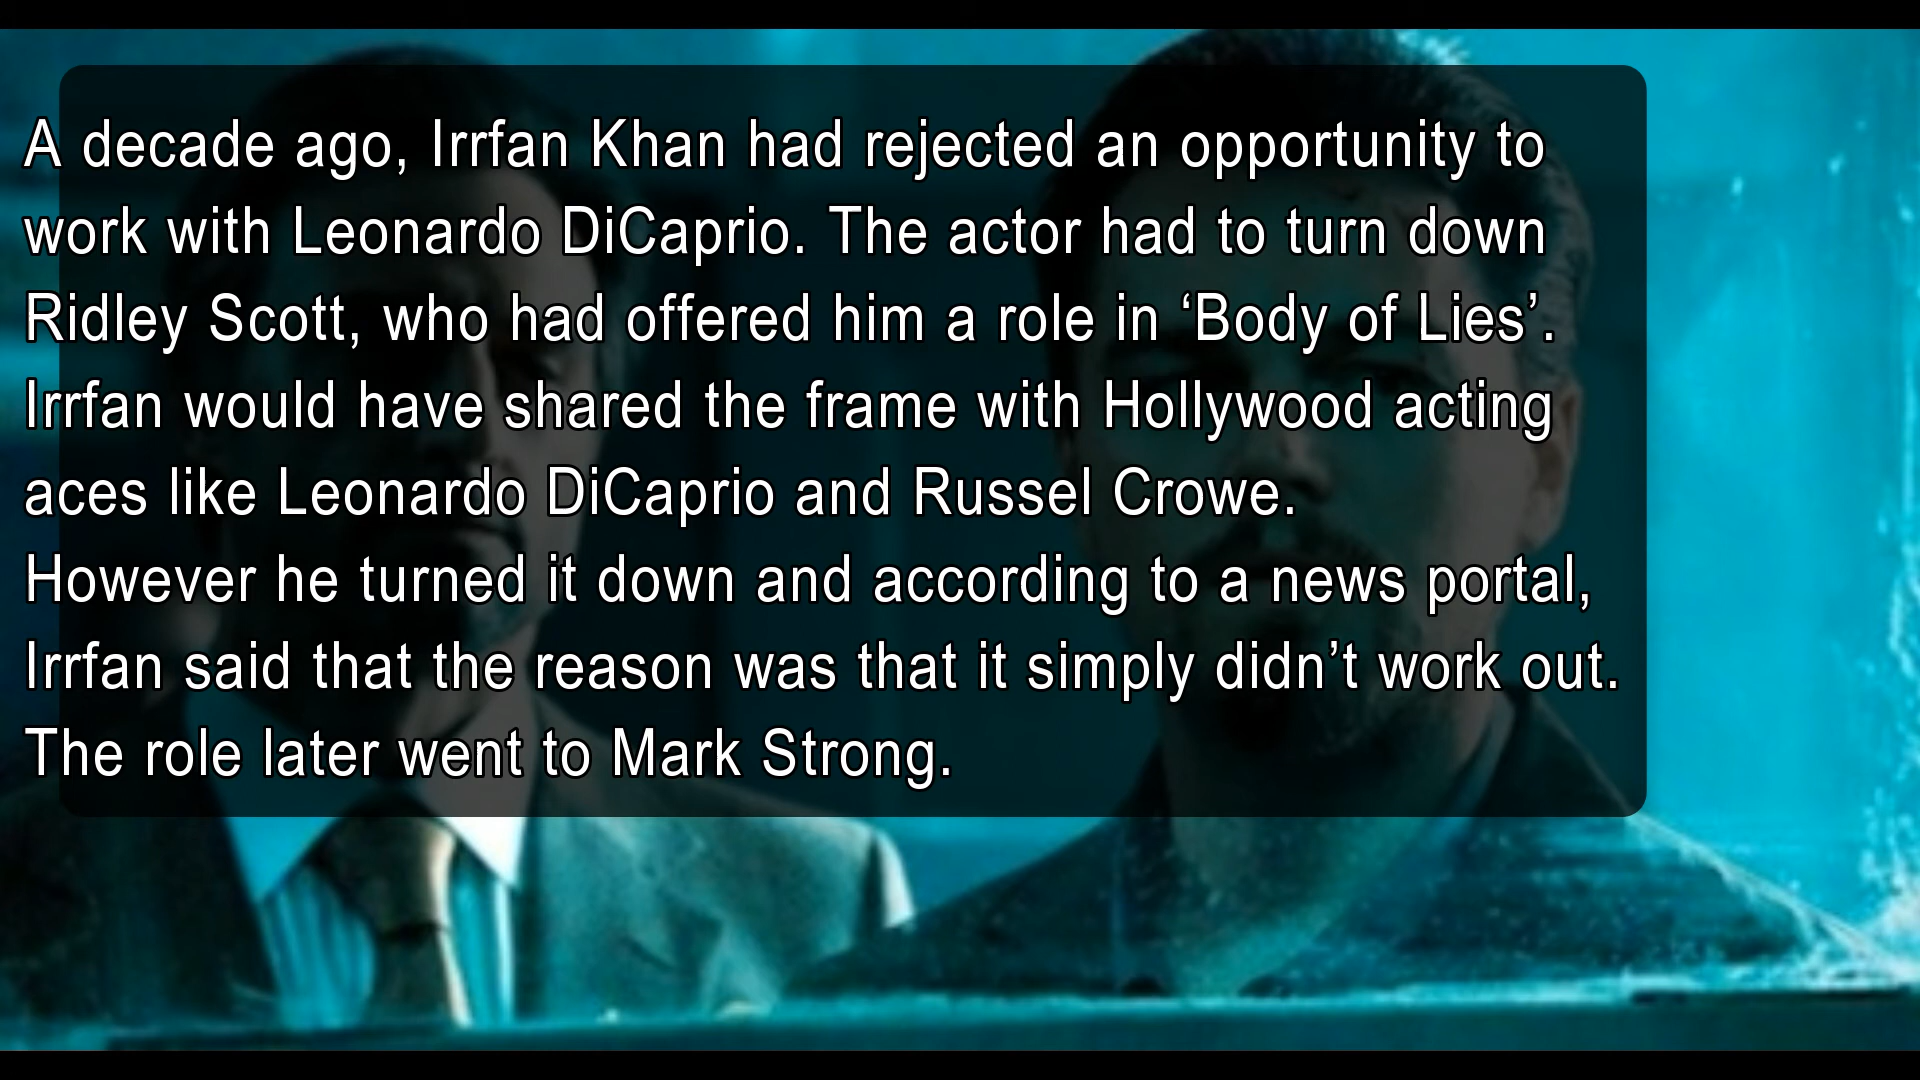 A decade ago, Irrfan Khan had rejected an opportunity to
work with Leonardo DiCaprio. The actor had to turn down
Ridley Scott, who had offered him a role in ‘Body of Lies’.
Irrfan would have shared the frame with Hollywood acting
aces like Leonardo DiCaprio and Russel Crowe.
However he turned it down and according to a news portal,
Irrfan said that the reason was that it simply didn’t work out.
The role later went to Mark Strong.